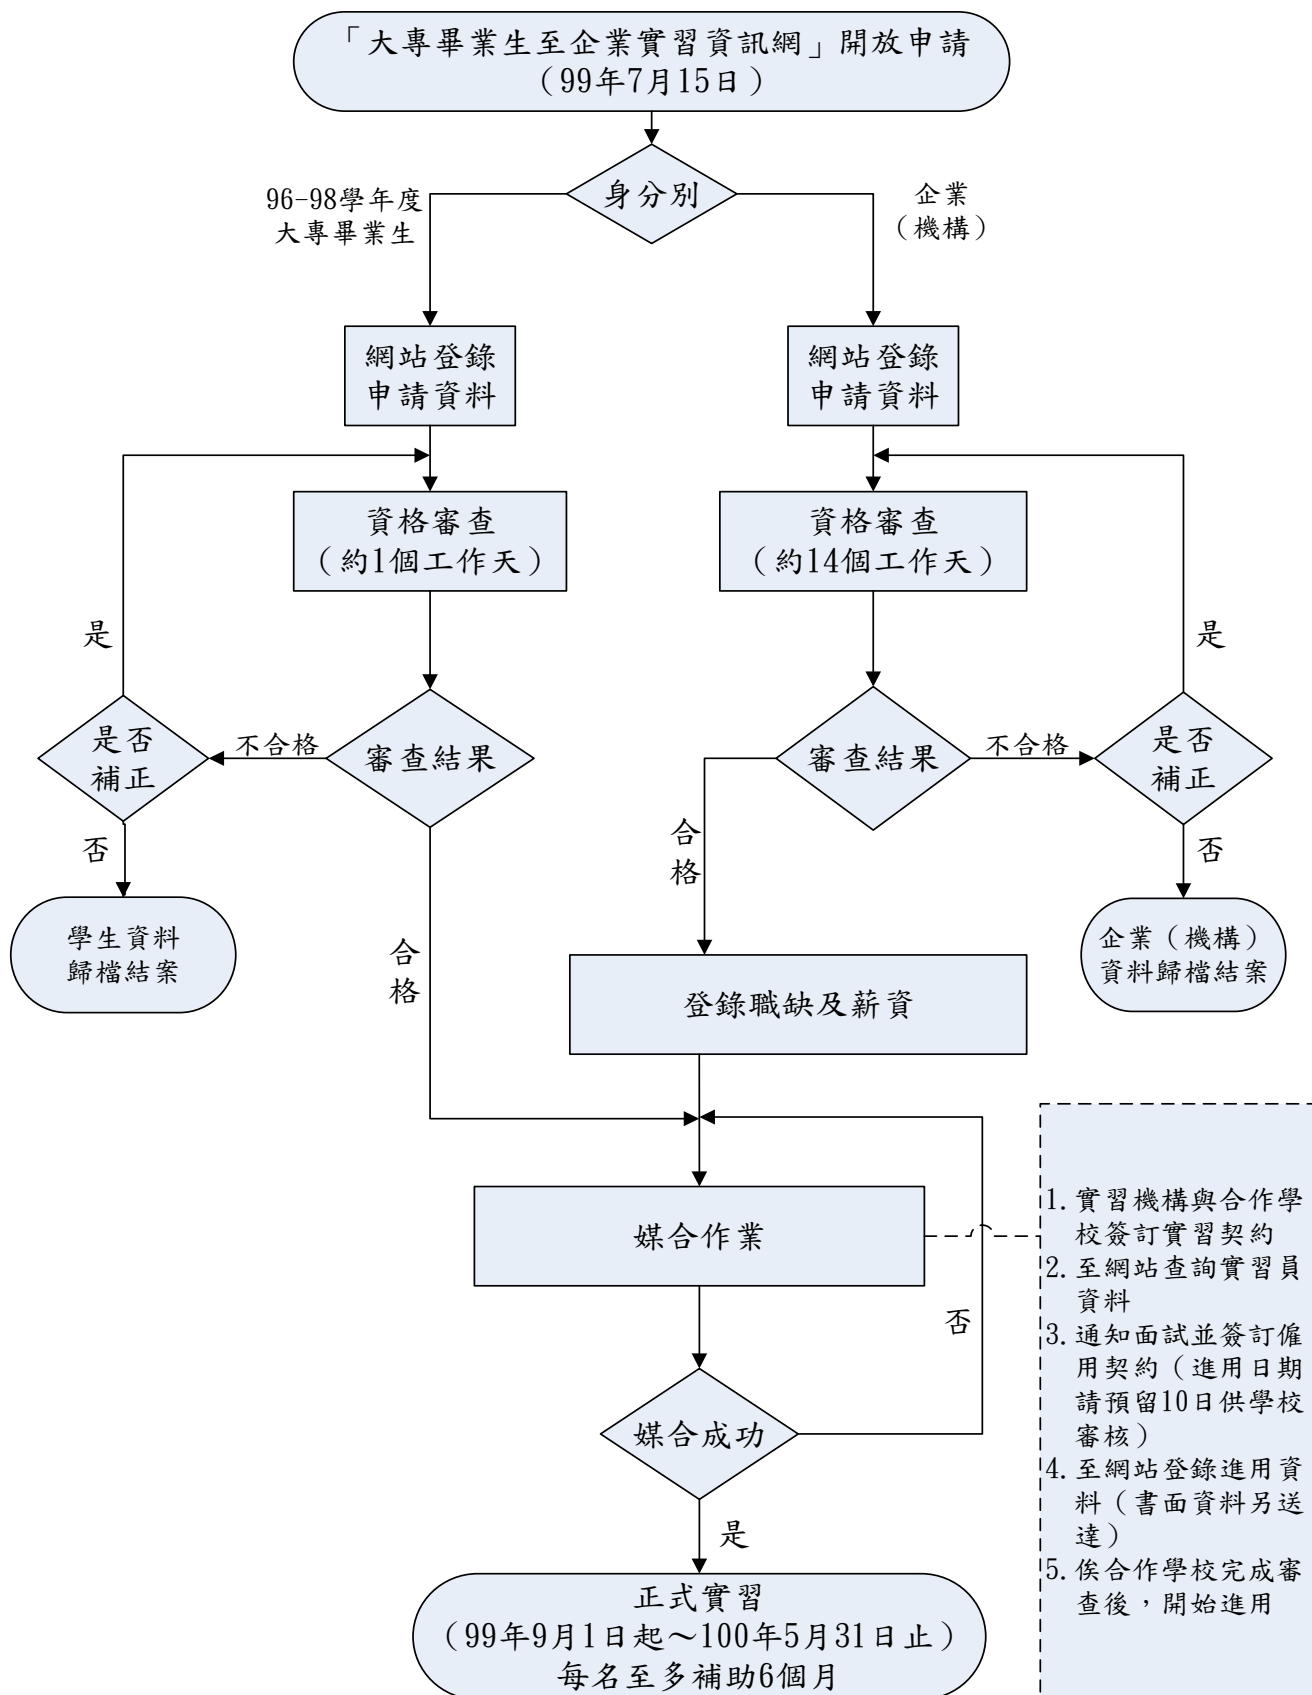 「大專畢業生至企業實習資訊網」開放申請
（99年7月15日）
身分別
96-98學年度
大專畢業生
企業
（機構）
網站登錄
申請資料
網站登錄
申請資料
資格審查
（約1個工作天）
資格審查
（約14個工作天）
是
是
是否
補正
不合格
審查結果
審查結果
不合格
是否
補正
否
合
格
否
學生資料
歸檔結案
合
格
企業（機構）
資料歸檔結案
登錄職缺及薪資
媒合作業
否
媒合成功
是
正式實習
（99年9月1日起～100年5月31日止）
每名至多補助6個月
1.實習機構與合作學
校簽訂實習契約
2.至網站查詢實習員
資料
3.通知面試並簽訂僱
用契約（進用日期
請預留10日供學校
審核）
4.至網站登錄進用資
料（書面資料另送
達）
5.俟合作學校完成審
查後，開始進用